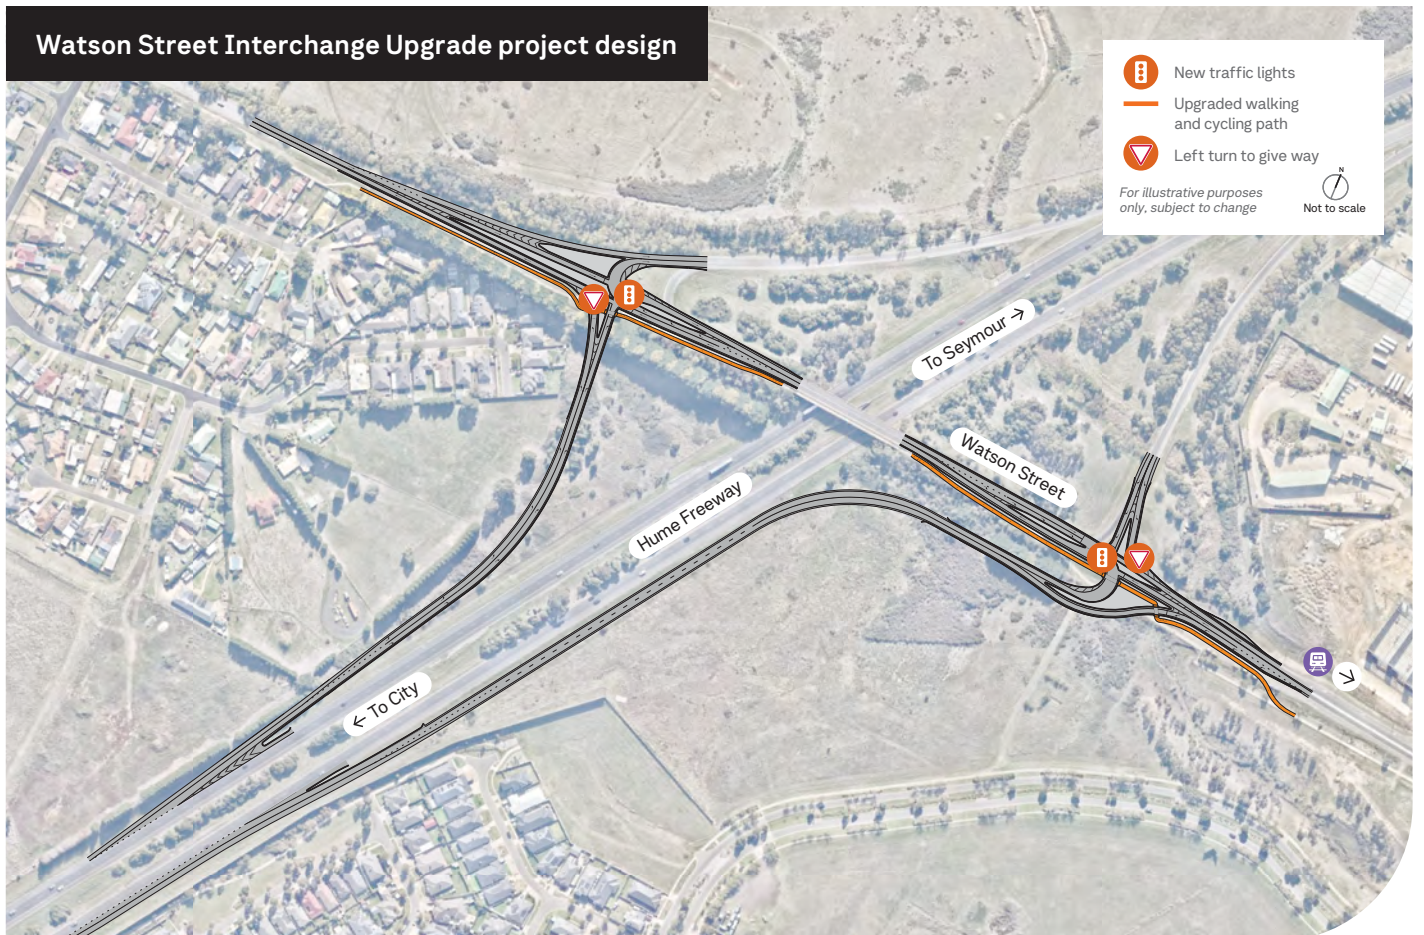 Watson Street Interchange Upgrade project design
New traffic lights
Upgraded walking
and cycling path
Left turn to give way
For illustrative purposes
only, subject to change
N
Not to scale
To Seymour →
Watson Street
Hume Freeway
← To City